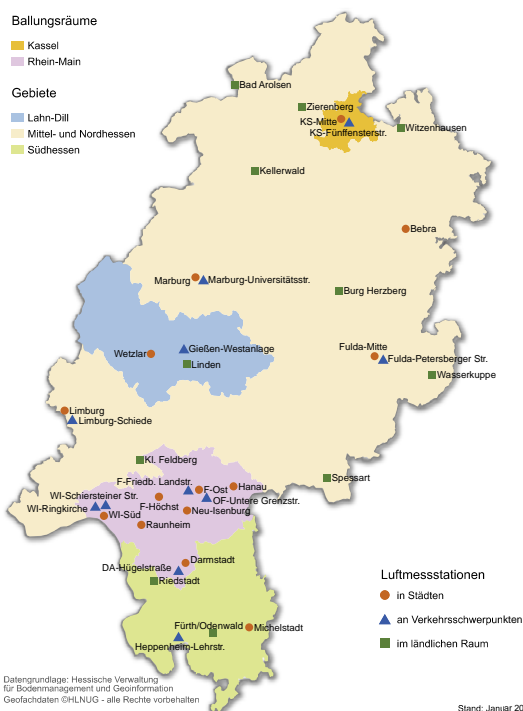 Ballungsräume
Kassel
Rhein-Main
Gebiete
Lahn-Dill
Mittel- und Nordhessen
Südhessen
Bad Arolsen
Zierenberg
KS-Mitte
KS-Fünffensterstr.
Witzenhausen
Kellerwald
Bebra
Marburg
Marburg-Universitätsstr.
Burg Herzberg
Gießen-Westanlage
Wetzlar
Linden
Fulda-Mitte
Fulda-Petersberger Str.
Wasserkuppe
Limburg
Limburg-Schiede
Kl. Feldberg
Spessart
F-Friedb. Landstr.
F-Ost
Hanau
WI-Schiersteiner Str.
F-Höchst
OF-Untere Grenzstr.
WI-Ringkirche
WI-Süd
Neu-Isenburg
Raunheim
Darmstadt
DA-Hügelstraße
Riedstadt
Fürth/Odenwald
Michelstadt
Heppenheim-Lehrstr.
Luftmessstationen
in Städten
an Verkehrsschwerpunkten
im ländlichen Raum
Datengrundlage: Hessische Verwaltung
für Bodenmanagement und Geoinformation
Geofachdaten ©HLNUG - alle Rechte vorbehalten
Stand: Januar 20